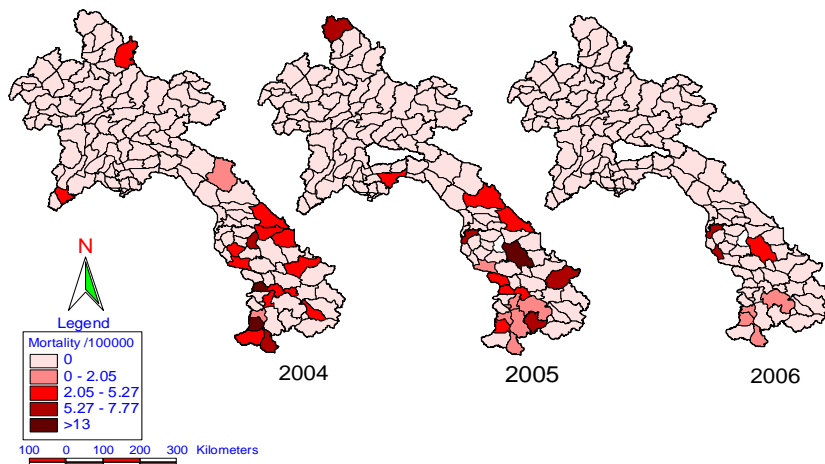 N
Legend
Mortality /100000
0
0 - 2.05
2.05 - 5.27
5.27 - 7.77
>13
2004
2005
2006
100 0 100 200 300 Kilometers